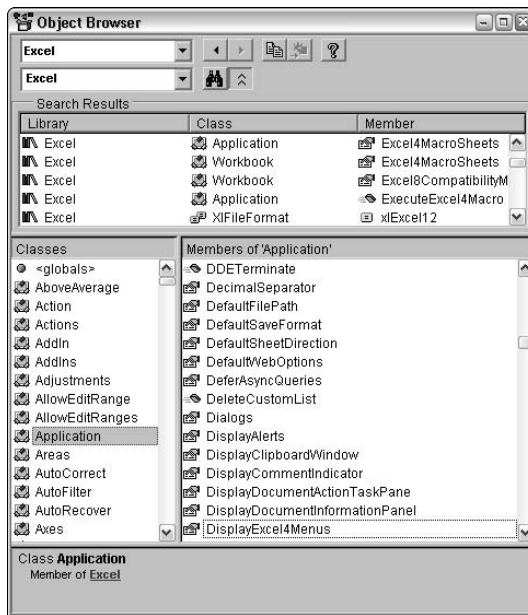 Object Browser
Excel
Excel
Search Results
Library Class Member
Excel Application Excel4MacroSheets
Excel Workbook Excel4MacroSheets
Excel Workbook Excel8CompatibilityM
Excel Application ExecuteExcel4Macro
Excel XlFileFormat xlExcel12
Classes
<globals>
AboveAverage
Action
Actions
AddIn
AddIns
Adjustments
AllowEditRange
AllowEditRanges
Application
Areas
AutoCorrect
AutoFilter
AutoRecover
Axes
Members of 'Application'
DDETerminate
DecimalSeparator
DefaultFilePath
DefaultSaveFormat
DefaultSheetDirection
DefaultWebOptions
DeferAsyncQueries
DeleteCustomList
Dialogs
DisplayAlerts
DisplayClipboardWindow
DisplayCommentIndicator
DisplayDocumentActionTaskPane
DisplayDocumentInformationPanel
DisplayExcel4Menus
Class Application
Member of Excel